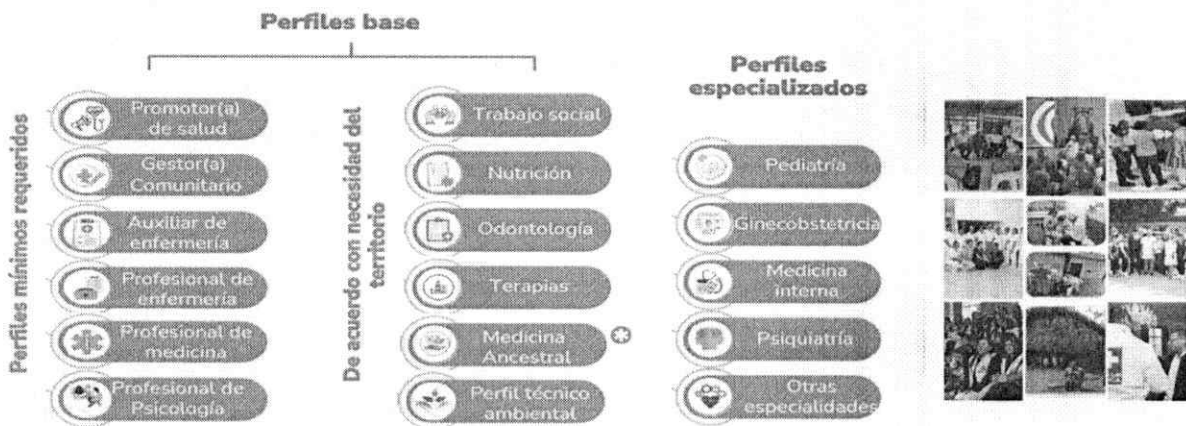 Perfiles base
Perfiles mínimos requeridos
Promotor(a)
de salud
Gestor(a)
Comunitario
Auxiliar de
enfermería
Profesional de
enfermería
Profesional de
medicina
Profesional de
Psicología
De acuerdo con necesidad del
territorio
Trabajo social
Nutrición
Odontología
Terapias
Medicina
Ancestral
Perfil técnico
ambiental
Perfiles
especializados
Pediatría
Ginecobstetricia
Medicina
interna
Psiquiatría
Otras
especialidades